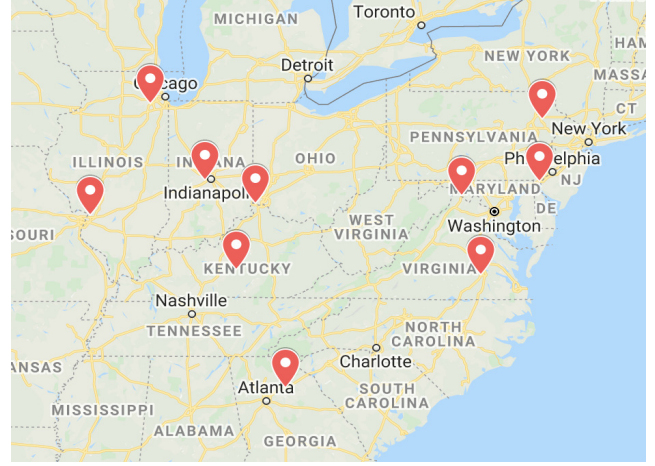 MICHIGAN
Toronto
Detroit
NEW YORK
HAM
MASSA
Chicago
CT
New York
PENNSYLVANIA
ILLINOIS
INDIANA
OHIO
Philadelphia
NJ
Indianapolis
MARYLAND
DE
SOURI
WEST
VIRGINIA
Washington
KENTUCKY
VIRGINIA
Nashville
TENNESSEE
NORTH
CAROLINA
Charlotte
ANSAS
Atlanta
SOUTH
CAROLINA
MISSISSIPPI
ALABAMA
GEORGIA